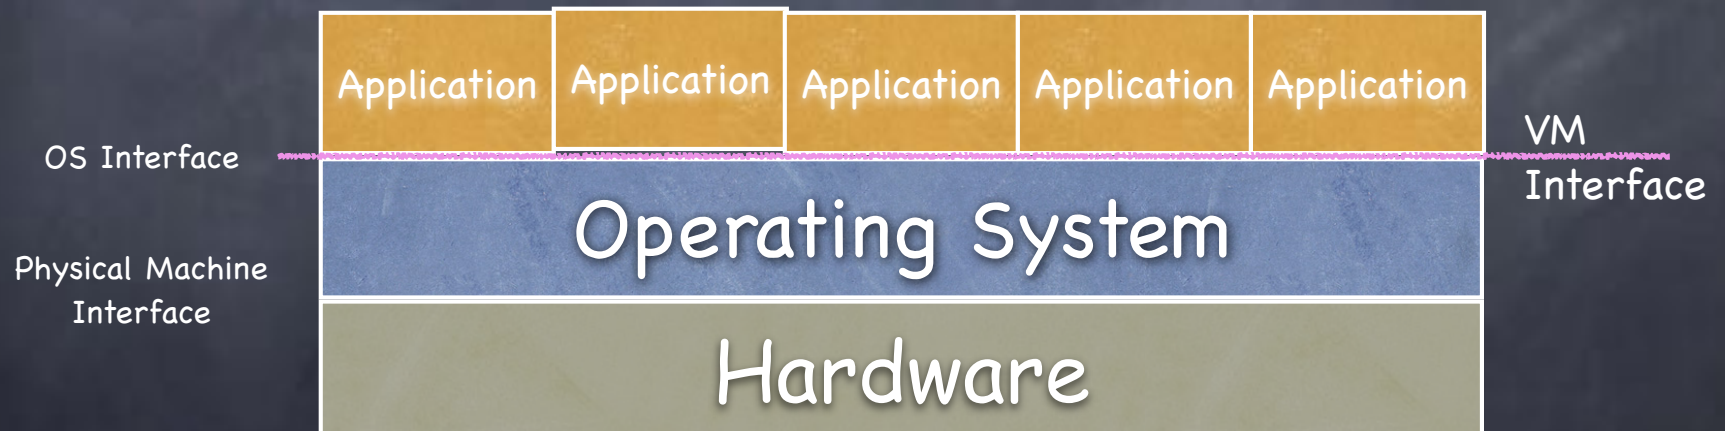 Application Application Application Application Application
OS Interface
VM
Interface
Operating System
Physical Machine
Interface
Hardware